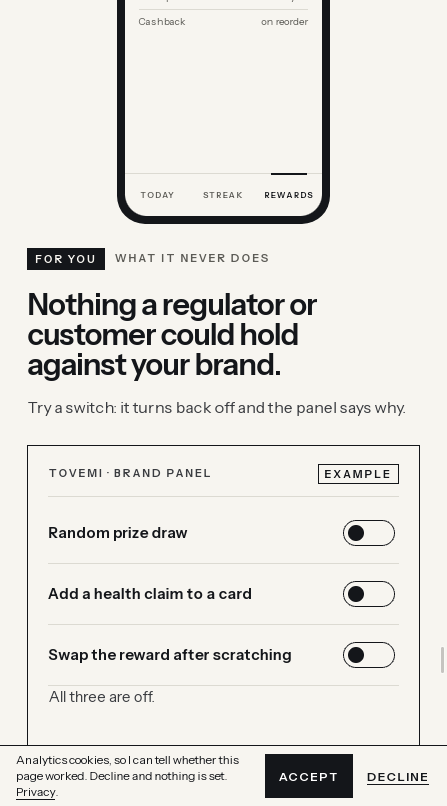 Cashback on reorder
TODAY STREAK REWARDS
FOR YOU WHAT IT NEVER DOES
Nothing a regulator or
customer could hold
against your brand.
Try a switch: it turns back off and the panel says why.
TOVEMI · BRAND PANEL EXAMPLE
Random prize draw
Add a health claim to a card
Swap the reward after scratching
All three are off.
Analytics cookies, so I can tell whether this
page worked. Decline and nothing is set.
Privacy.
ACCEPT DECLINE